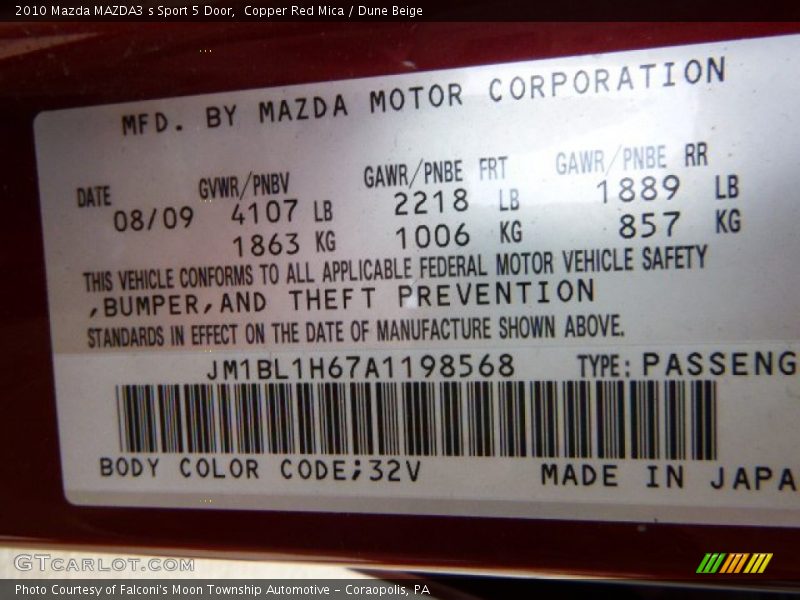 2010 Mazda MAZDA3 s Sport 5 Door,  Copper Red Mica / Dune Beige
MFD. BY MAZDA MOTOR CORPORATION
DATE GVWR/PNBV GAWR/PNBE FRT GAWR/PNBE RR
08/09 4107 LB 2218 LB 1889 LB
1863 KG 1006 KG 857 KG
THIS VEHICLE CONFORMS TO ALL APPLICABLE FEDERAL MOTOR VEHICLE SAFETY
,BUMPER,AND THEFT PREVENTION
STANDARDS IN EFFECT ON THE DATE OF MANUFACTURE SHOWN ABOVE.
JM1BL1H67A1198568 TYPE: PASSENG
BODY COLOR CODE;32V MADE IN JAPA
GTCarLot.com
Photo Courtesy of Falconi's Moon Township Automotive - Coraopolis, PA